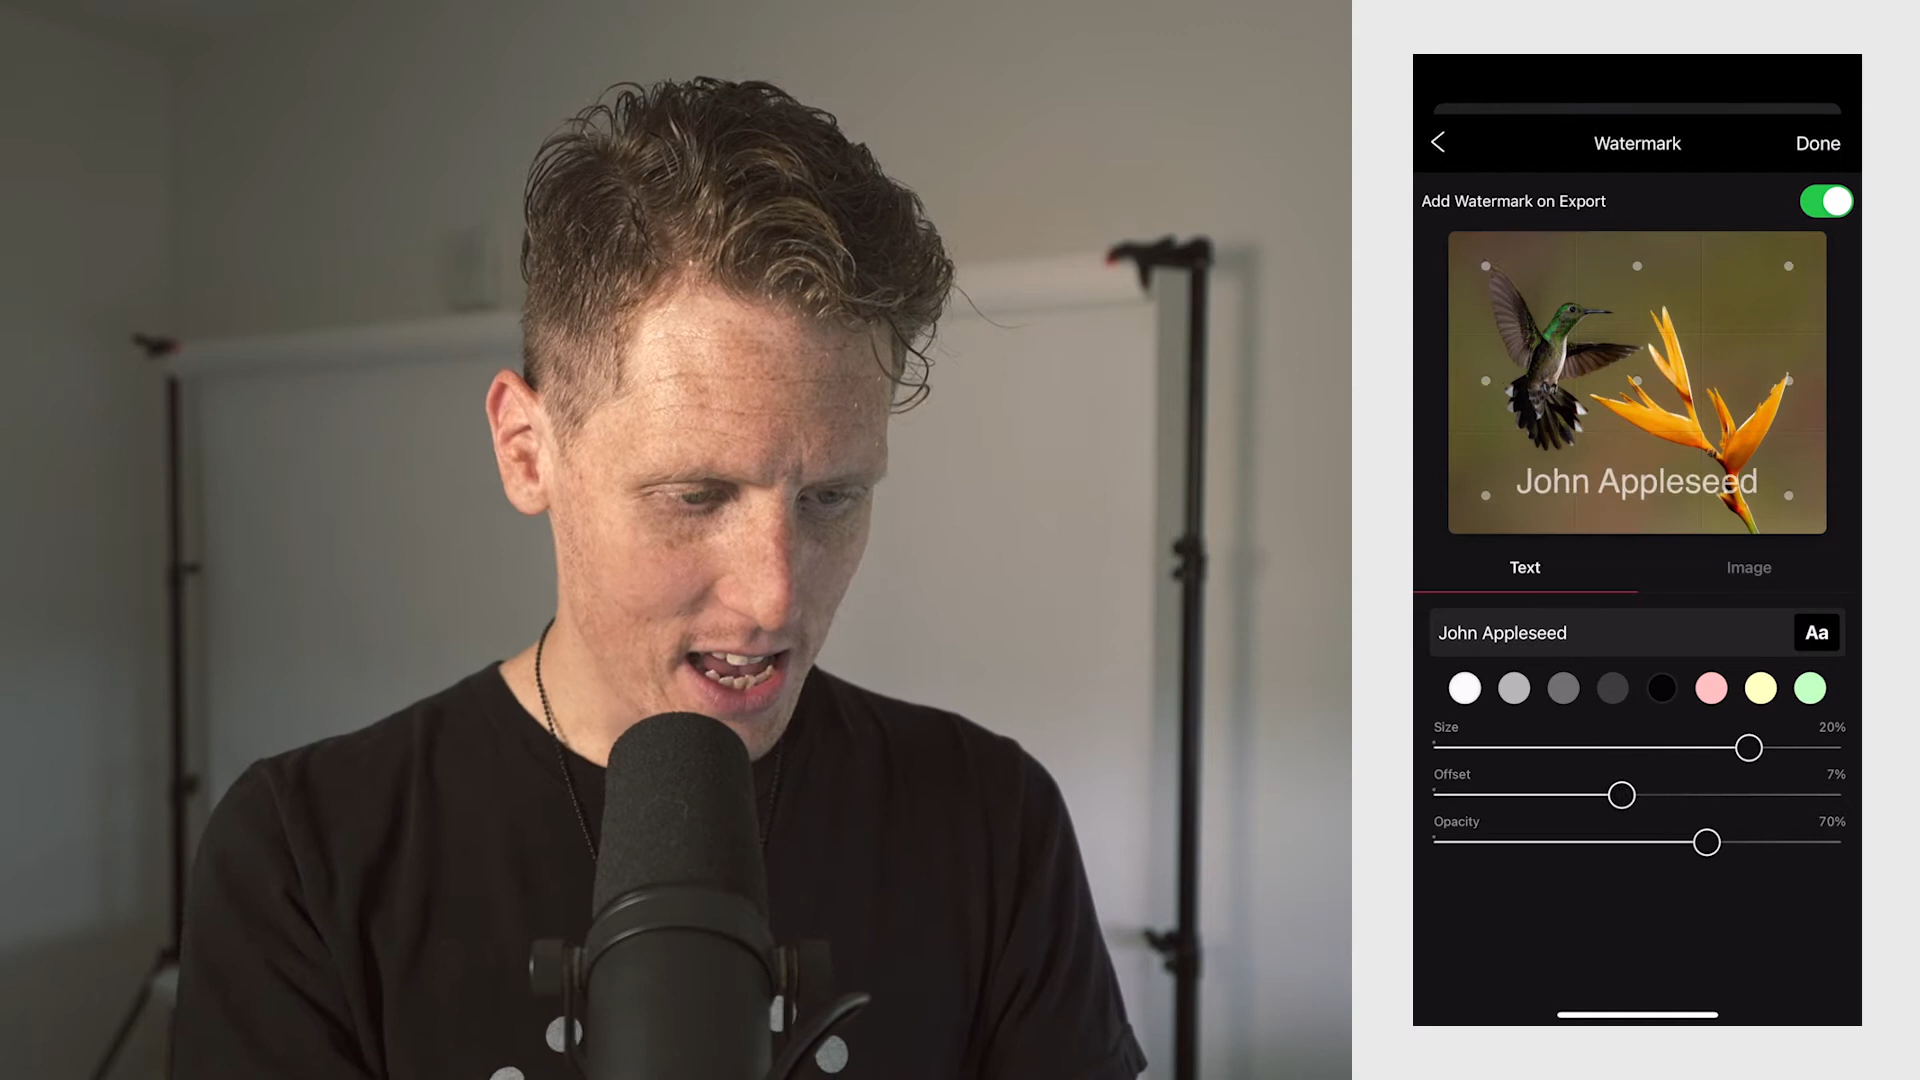 Watermark
Done
Add Watermark on Export
John Appleseed
Text
Image
John Appleseed
Aa
Size
20%
Offset
7%
Opacity
70%